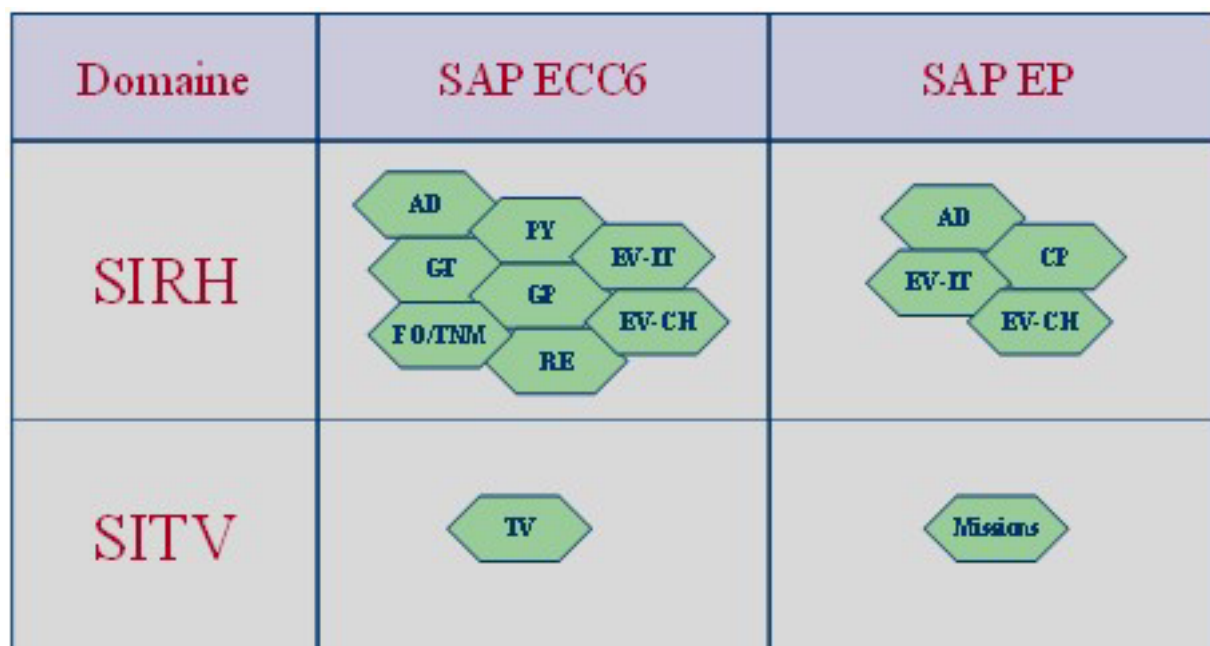 Domaine
SAP ECC6
SAP EP
SIRH
AD
PY
EV-IT
GT
GP
EV-CH
FO/TNM
RE
AD
CP
EV-IT
EV-CH
SITV
TV
Missions